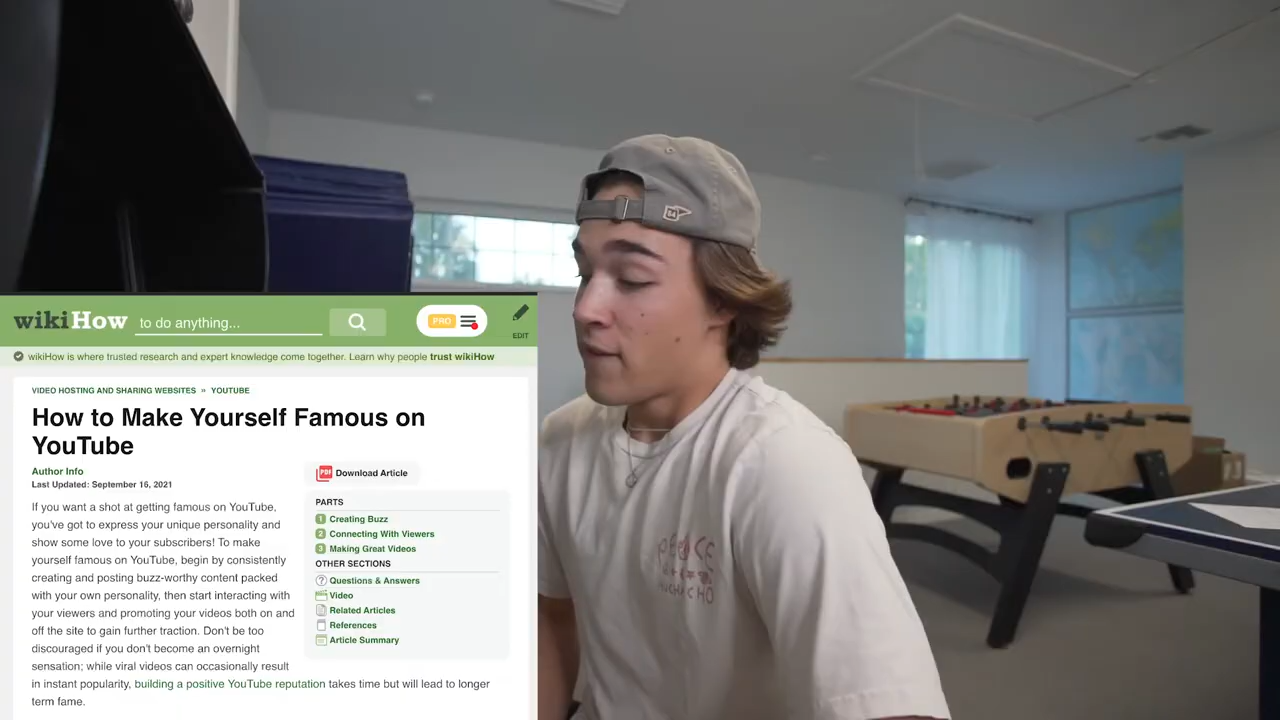 wikiHow to do anything...
PRO
EDIT
wikiHow is where trusted research and expert knowledge come together. Learn why people trust wikiHow
VIDEO HOSTING AND SHARING WEBSITES » YOUTUBE
How to Make Yourself Famous on
YouTube
Author Info
Last Updated: September 16, 2021
PDF Download Article
If you want a shot at getting famous on YouTube,
you've got to express your unique personality and
show some love to your subscribers! To make
yourself famous on YouTube, begin by consistently
creating and posting buzz-worthy content packed
with your own personality, then start interacting with
your viewers and promoting your videos both on and
off the site to gain further traction. Don't be too
discouraged if you don't become an overnight
sensation; while viral videos can occasionally result
in instant popularity, building a positive YouTube reputation takes time but will lead to longer
term fame.
PARTS
1 Creating Buzz
2 Connecting With Viewers
3 Making Great Videos
OTHER SECTIONS
? Questions & Answers
Video
Related Articles
References
Article Summary